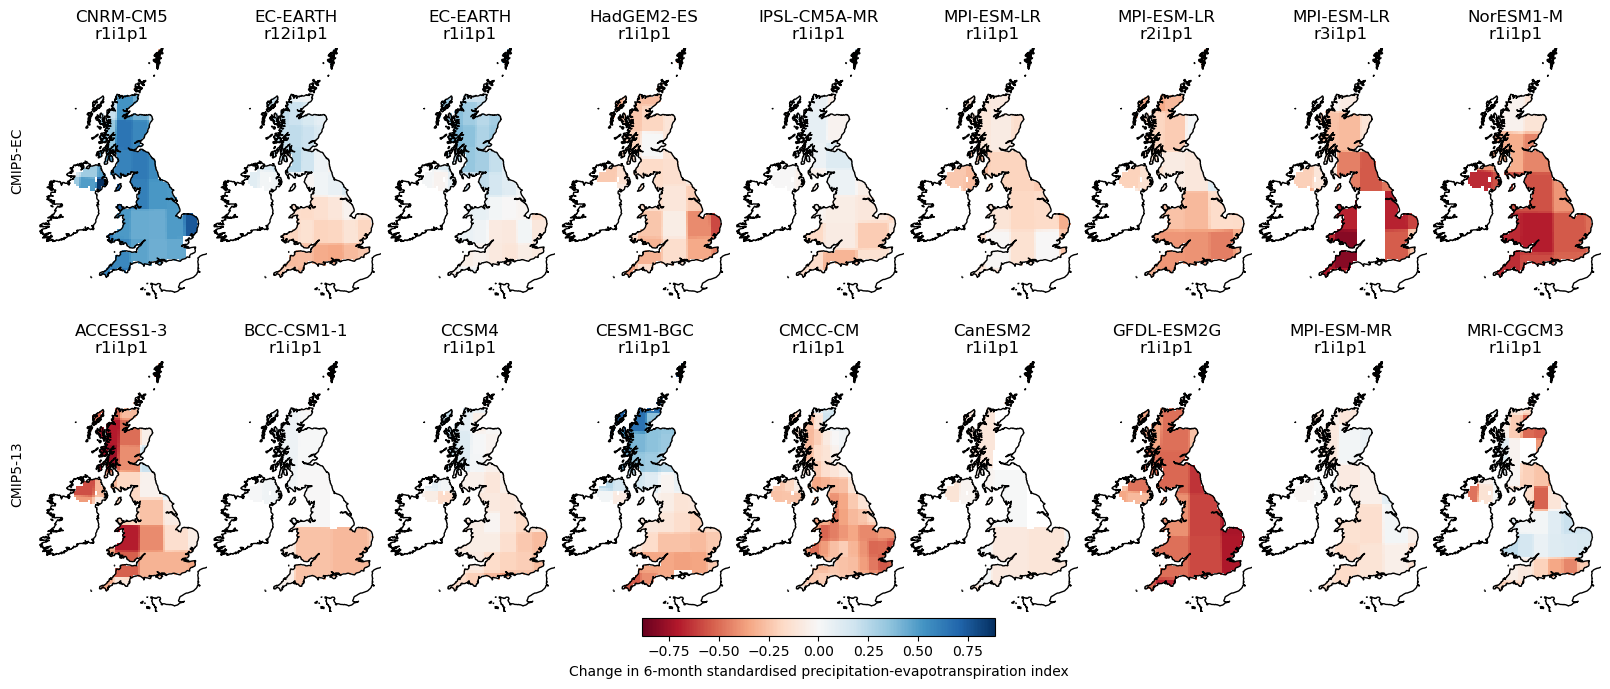 CNRM-CM5 EC-EARTH EC-EARTH HadGEM2-ES IPSL-CM5A-MR MPI-ESM-LR MPI-ESM-LR MPI-ESM-LR NorESM1-M
r1i1p1 r12i1p1 r1i1p1 r1i1p1 r1i1p1 r1i1p1 r2i1p1 r3i1p1 r1i1p1
CMIP5-EC
ACCESS1-3 BCC-CSM1-1 CCSM4 CESM1-BGC CMCC-CM CanESM2 GFDL-ESM2G MPI-ESM-MR MRI-CGCM3
r1i1p1 r1i1p1 r1i1p1 r1i1p1 r1i1p1 r1i1p1 r1i1p1 r1i1p1 r1i1p1
CMIP5-13
−0.75 −0.50 −0.25 0.00 0.25 0.50 0.75
Change in 6-month standardised precipitation-evapotranspiration index